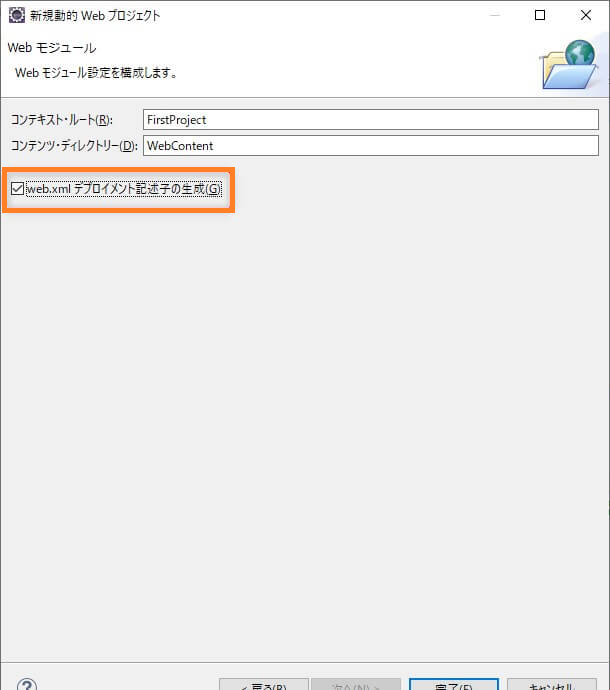 新規動的 Web プロジェクト
Web モジュール
Web モジュール設定を構成します。
コンテキスト・ルート(R): FirstProject
コンテンツ・ディレクトリー(D): WebContent
web.xml デプロイメント記述子の生成(G)
?
< 戻る(B) 次へ(N) > 完了(F) キャンセル